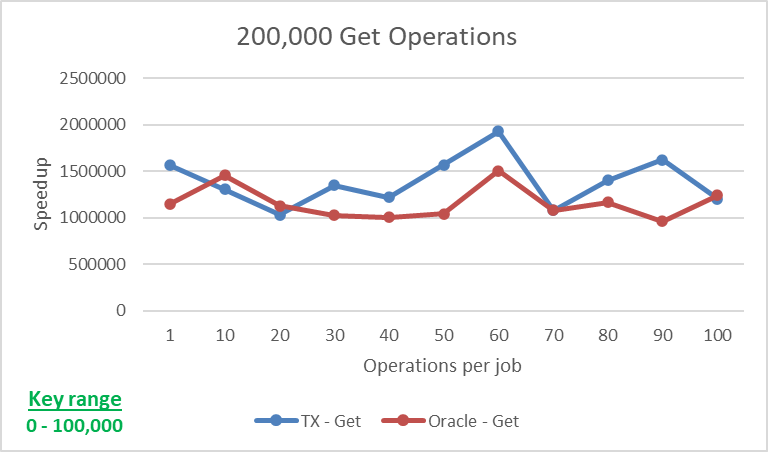 200,000 Get Operations
2500000
2000000
1500000
1000000
500000
0
Speedup
1 10 20 30 40 50 60 70 80 90 100
Operations per job
Key range
0 - 100,000
TX - Get Oracle - Get